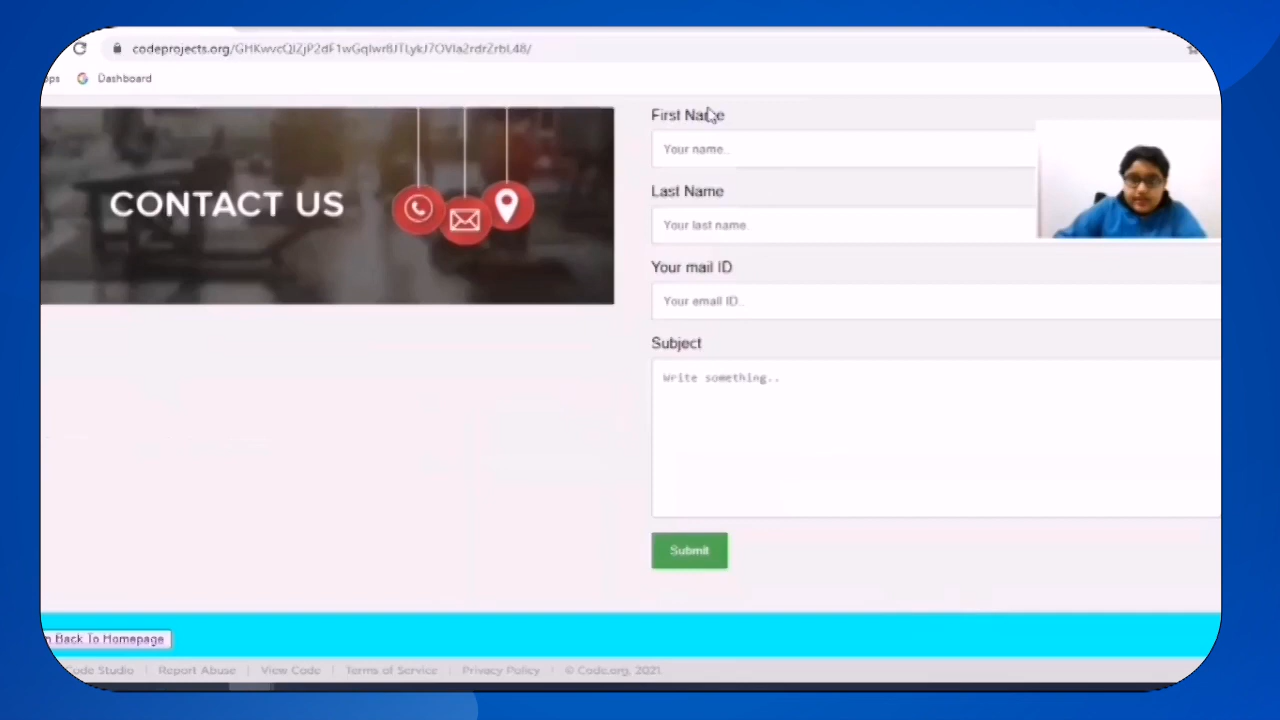 codeprojects.org/
Dashboard
CONTACT US
First Name
Your name..
Last Name
Your last name..
Your mail ID
Your email ID..
Subject
Write something..
Submit
Back To Homepage
Code Studio | Report Abuse | View Code | Terms of Service | Privacy Policy | © Code.org, 2021